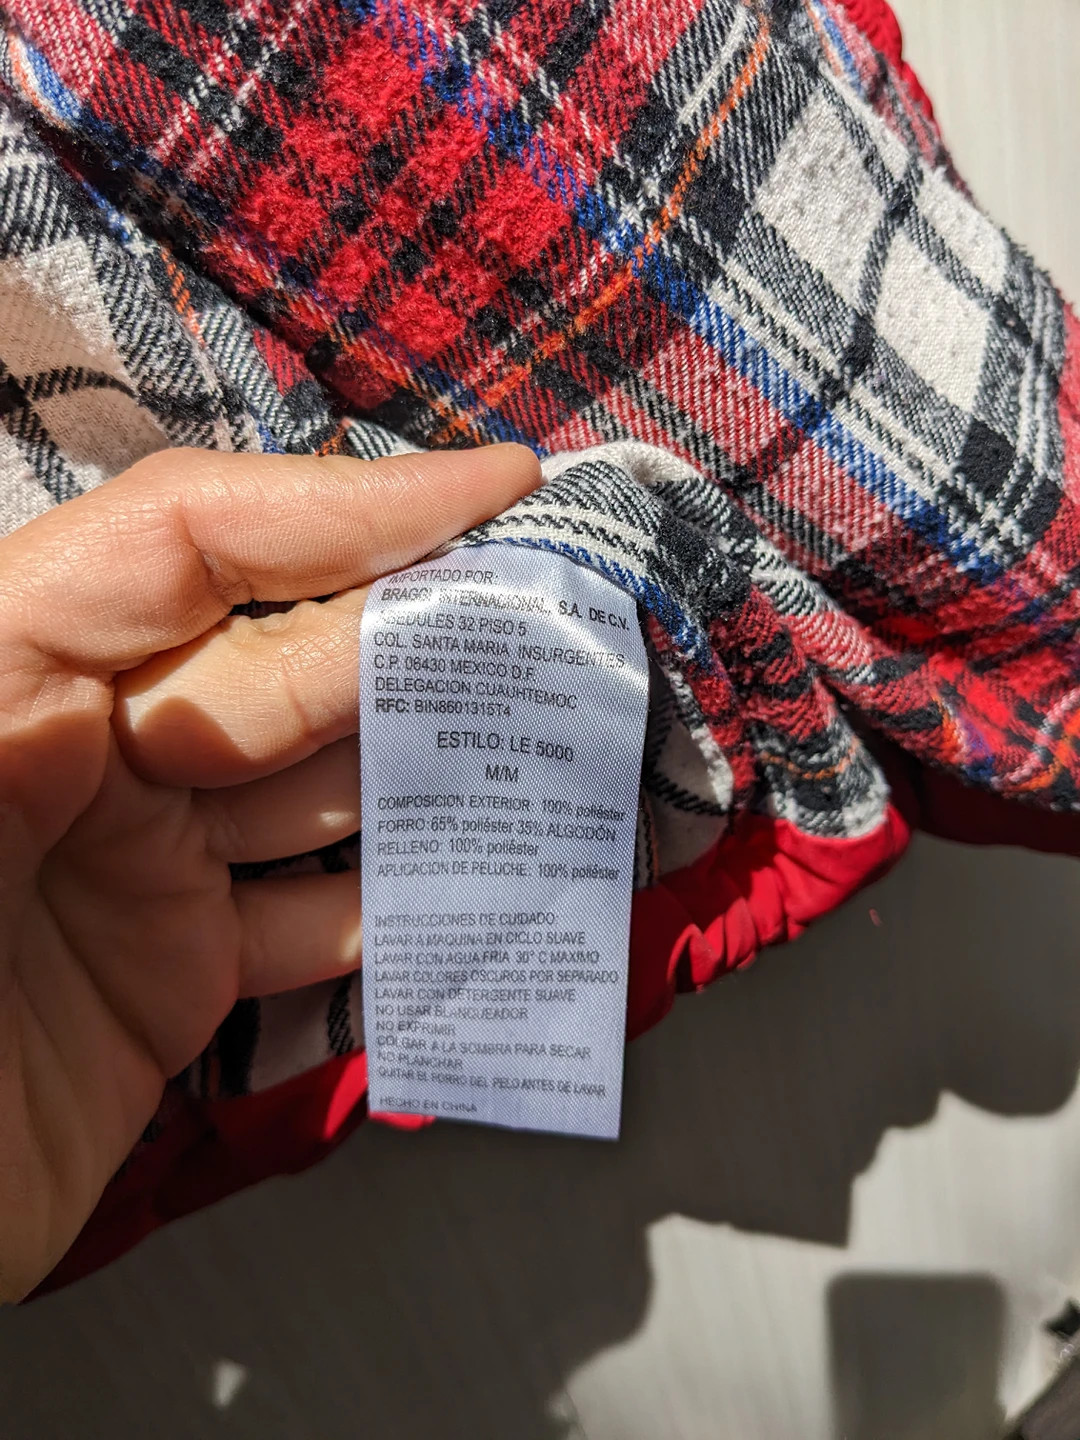 IMPORTADO POR:
BRAGGI INTERNACIONAL, S.A. DE C.V.
32 PISO 5
COL. SANTA MARIA INSURGENTES
C.P. 06430 MEXICO D.F.
DELEGACION CUAUHTEMOC
RFC: BIN8601315T4
ESTILO: LE 5000
M/M
COMPOSICION EXTERIOR: 100% poliéster
FORRO: 65% poliéster 35% ALGODÓN
RELLENO: 100% poliéster
APLICACION DE PELUCHE: 100% poliéster
INSTRUCCIONES DE CUIDADO:
LAVAR A MAQUINA EN CICLO SUAVE
LAVAR CON AGUA FRIA 30° C MAXIMO
LAVAR COLORES OSCUROS POR SEPARADO
LAVAR CON DETERGENTE SUAVE
NO USAR BLANQUEADOR
NO EXPRIMIR
COLGAR A LA SOMBRA PARA SECAR
NO PLANCHAR
QUITAR EL FORRO DEL PELO ANTES DE LAVAR
HECHO EN CHINA